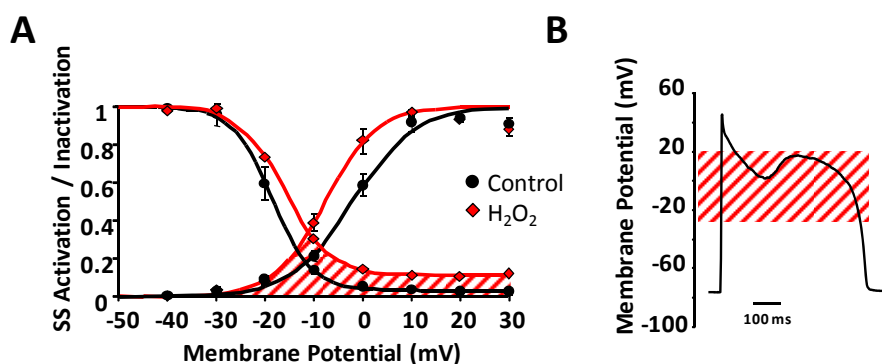 A
SS Activation / Inactivation
1
0.8
0.6
0.4
0.2
0
-50 -40 -30 -20 -10 0 10 20 30
Membrane Potential (mV)
Control
H₂O₂
B
Membrane Potential (mV)
60
20
-20
-60
-100
100 ms